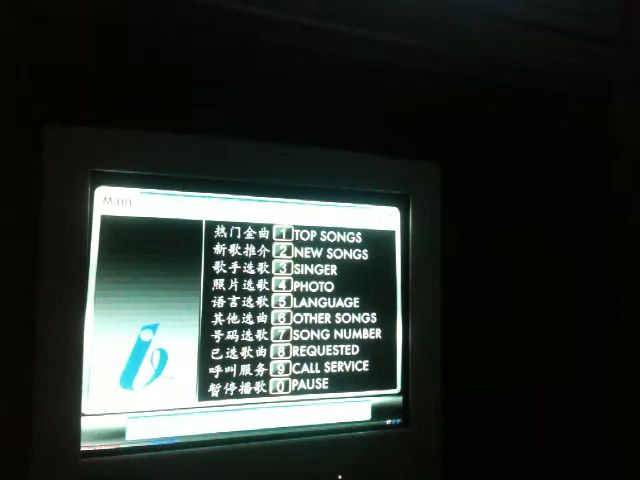 Main
热门金曲 1 TOP SONGS
新歌推介 2 NEW SONGS
歌手选歌 3 SINGER
照片选歌 4 PHOTO
语言选歌 5 LANGUAGE
其他选曲 6 OTHER SONGS
号码选歌 7 SONG NUMBER
已选歌曲 8 REQUESTED
呼叫服务 9 CALL SERVICE
暂停播歌 0 PAUSE